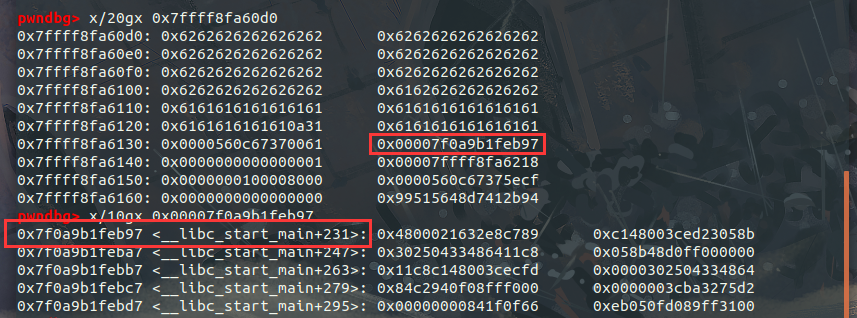 pwndbg> x/20gx 0x7ffff8fa60d0
0x7ffff8fa60d0: 0x6262626262626262 0x6262626262626262
0x7ffff8fa60e0: 0x6262626262626262 0x6262626262626262
0x7ffff8fa60f0: 0x6262626262626262 0x6262626262626262
0x7ffff8fa6100: 0x6262626262626262 0x6162626262626262
0x7ffff8fa6110: 0x6161616161616161 0x6161616161616161
0x7ffff8fa6120: 0x6161616161610a31 0x6161616161616161
0x7ffff8fa6130: 0x0000560c67370061 0x00007f0a9b1feb97
0x7ffff8fa6140: 0x0000000000000001 0x00007ffff8fa6218
0x7ffff8fa6150: 0x0000000100008000 0x0000560c67375ecf
0x7ffff8fa6160: 0x0000000000000000 0x99515648d7412b94
pwndbg> x/10gx 0x00007f0a9b1feb97
0x7f0a9b1feb97 <__libc_start_main+231>: 0x4800021632e8c789 0xc148003ced23058b
0x7f0a9b1feba7 <__libc_start_main+247>: 0x30250433486411c8 0x058b48d0ff000000
0x7f0a9b1febb7 <__libc_start_main+263>: 0x11c8c148003cecfd 0x0000302504334864
0x7f0a9b1febc7 <__libc_start_main+279>: 0x84c2940f08fff000 0x0000003cba3275d2
0x7f0a9b1febd7 <__libc_start_main+295>: 0x00000000841f0f66 0xeb050fd089ff3100